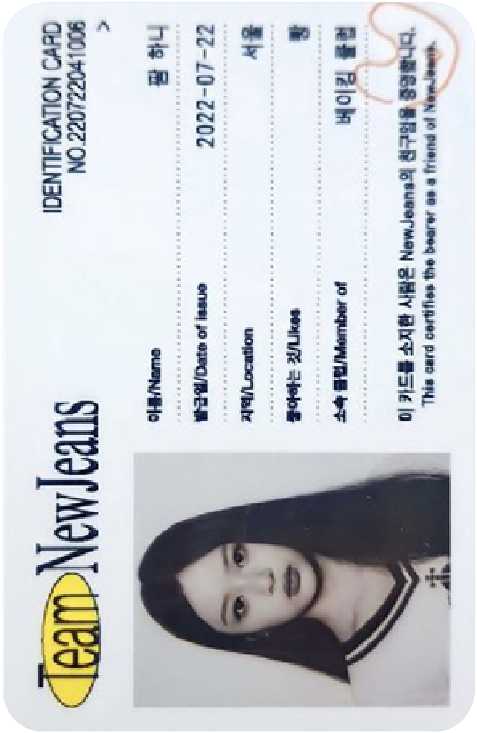 Team NewJeans
IDENTIFICATION CARD
NO.220722041006
이름/Name 팜 하니
발급일/Date of issue 2022-07-22
지역/Location 서울
좋아하는 것/Likes 빵
소속 클럽/Member of 베이킹 클럽
이 카드를 소지한 사람은 NewJeans의 친구임을 증명합니다.
This card certifies the bearer as a friend of NewJeans.